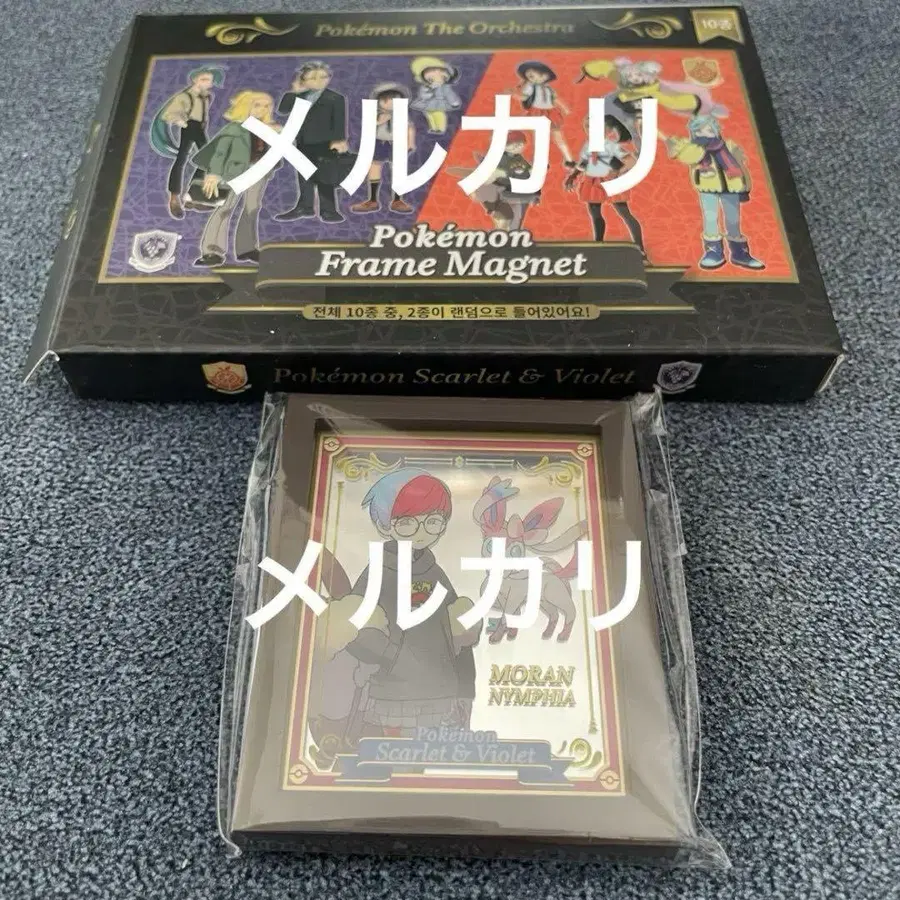 Pokémon The Orchestra
10종
メルカリ
Pokémon
Frame Magnet
전체 10종 중, 2종이 랜덤으로 들어있어요!
Pokémon Scarlet & Violet
メルカリ
MORAN
NYMPHIA
Pokémon
Scarlet & Violet